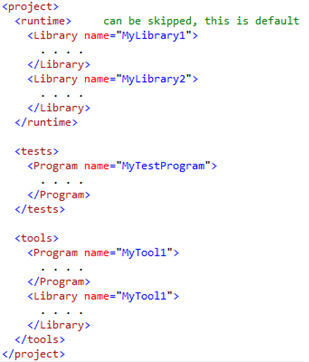 <project>
<runtime> can be skipped, this is default
<Library name="MyLibrary1">
. . . .
</Library>
<Library name="MyLibrary2">
. . . .
</Library>
</runtime>
<tests>
<Program name="MyTestProgram">
. . . .
</Program>
</tests>
<tools>
<Program name="MyTool1">
. . . .
</Program>
<Library name="MyTool1">
. . . .
</Library>
</tools>
</project>